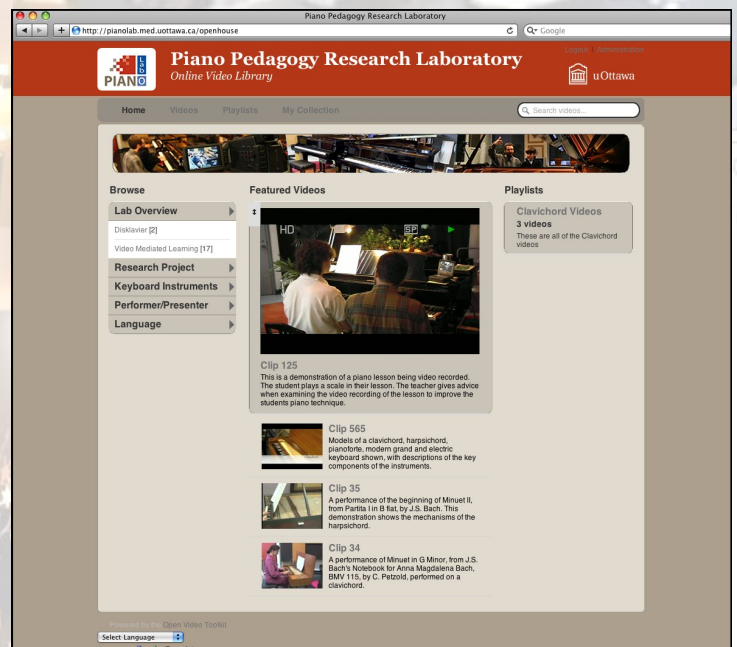 Piano Pedagogy Research Laboratory
http://pianolab.med.uottawa.ca/openhouse
Google
Logout | Administration
PIANO
Labo
Piano Pedagogy Research Laboratory
Online Video Library
uOttawa
Home Videos Playlists My Collection
Search videos...
Browse
Lab Overview
Disklavier [2]
Video Mediated Learning [17]
Research Project
Keyboard Instruments
Performer/Presenter
Language
Featured Videos
HD SP
Clip 125
This is a demonstration of a piano lesson being video recorded.
The student plays a scale in their lesson. The teacher gives advice
when examining the video recording of the lesson to improve the
students piano technique.
Clip 565
Models of a clavichord, harpsichord,
pianoforte, modern grand and electric
keyboard shown, with descriptions of the key
components of the instruments.
Clip 35
A performance of the beginning of Minuet II,
from Partita I in B flat, by J.S. Bach. This
demonstration shows the mechanisms of the
harpsichord.
Clip 34
A performance of Minuet in G Minor, from J.S.
Bach's Notebook for Anna Magdalena Bach,
BMV 115, by C. Petzold, performed on a
clavichord.
Playlists
Clavichord Videos
3 videos
These are all of the Clavichord
videos
Powered by the Open Video Toolkit
Select Language